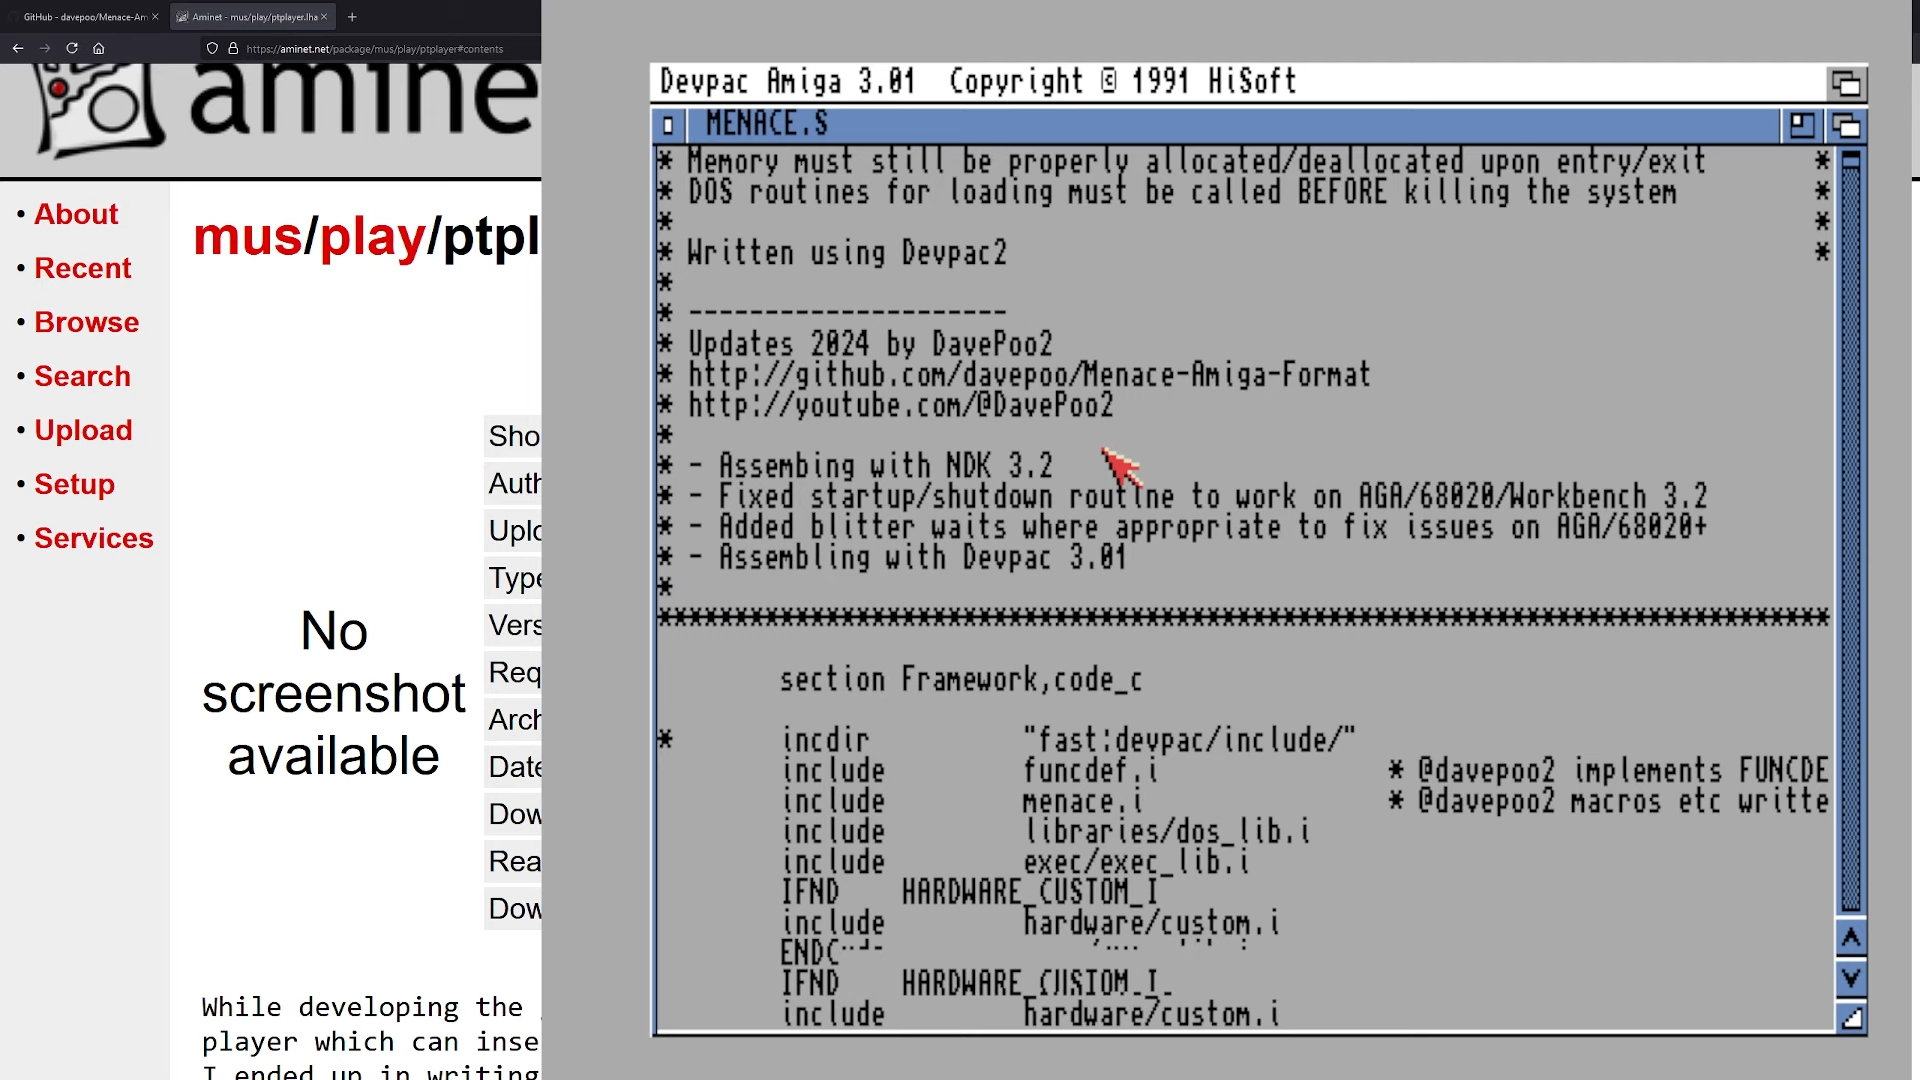 GitHub - davepoo/Menace-Am
Aminet - mus/play/ptplayer.lha
https://aminet.net/package/mus/play/ptplayer#contents
aminet
• About
• Recent
• Browse
• Search
• Upload
• Setup
• Services
mus/play/ptpl
No
screenshot
available
Sho
Auth
Uplo
Type
Vers
Req
Arch
Date
Dow
Rea
Dow
While developing the
player which can inse
I ended up in writing
Devpac Amiga 3.01 Copyright © 1991 HiSoft
MENACE.S
* Memory must still be properly allocated/deallocated upon entry/exit *
* DOS routines for loading must be called BEFORE killing the system *
* *
* Written using Devpac2 *
*
* ---------------------
* Updates 2024 by DavePoo2
* http://github.com/davepoo/Menace-Amiga-Format
* http://youtube.com/@DavePoo2
*
* - Assembing with NDK 3.2
* - Fixed startup/shutdown routine to work on AGA/68020/Workbench 3.2
* - Added blitter waits where appropriate to fix issues on AGA/68020+
* - Assembling with Devpac 3.01
*
*****************************************************************************
section Framework,code_c
* incdir "fast:devpac/include/"
include funcdef.i * @davepoo2 implements FUNCDE
include menace.i * @davepoo2 macros etc writte
include libraries/dos_lib.i
include exec/exec_lib.i
IFND HARDWARE_CUSTOM_I
include hardware/custom.i
ENDC
IFND HARDWARE_CUSTOM_I
include hardware/custom.i